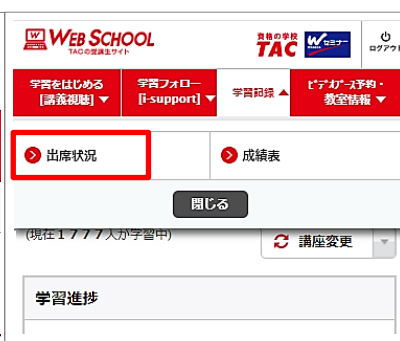 WEB SCHOOL
TACの受講生サイト
資格の学校
TAC
Wセミナー
ログアウト
学習をはじめる
[講義視聴] ▼
学習フォロー
[i-support] ▼
学習記録 ▲
ビデオブース予約・
教室情報 ▼
出席状況
成績表
閉じる
(現在1777人が学習中)
講座変更
学習進捗